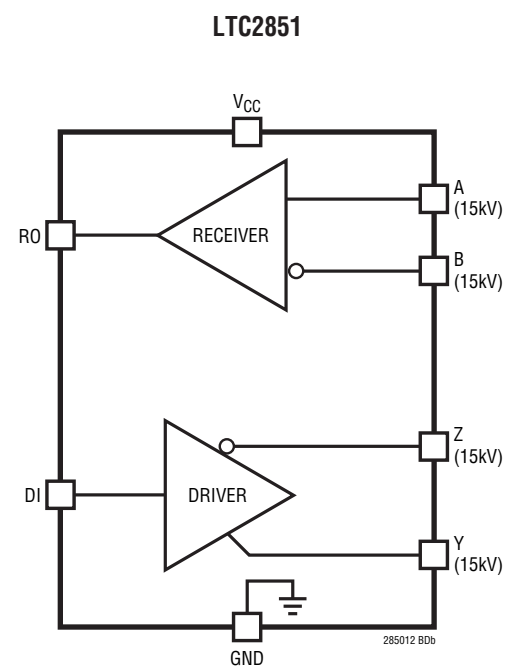 LTC2851
VCC
A
(15kV)
RO
RECEIVER
B
(15kV)
Z
(15kV)
DI
DRIVER
Y
(15kV)
285012 BDb
GND